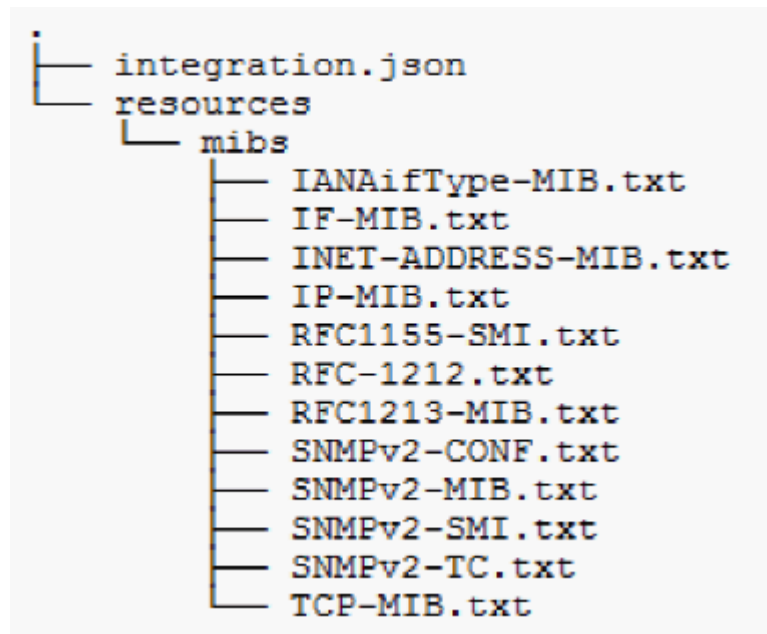 .
├── integration.json
└── resources
    └── mibs
        ├── IANAifType-MIB.txt
        ├── IF-MIB.txt
        ├── INET-ADDRESS-MIB.txt
        ├── IP-MIB.txt
        ├── RFC1155-SMI.txt
        ├── RFC-1212.txt
        ├── RFC1213-MIB.txt
        ├── SNMPv2-CONF.txt
        ├── SNMPv2-MIB.txt
        ├── SNMPv2-SMI.txt
        ├── SNMPv2-TC.txt
        └── TCP-MIB.txt